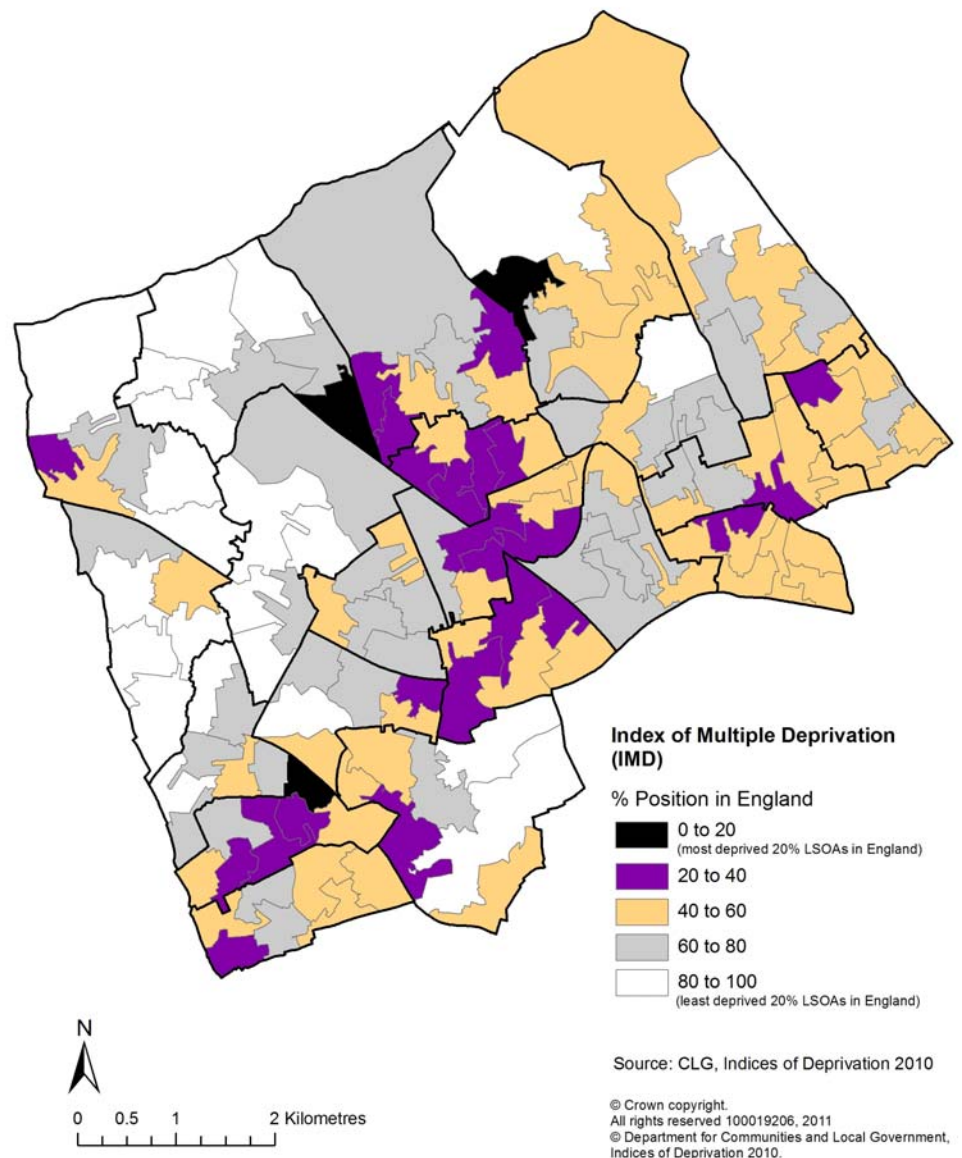 Index of Multiple Deprivation
(IMD)
% Position in England
0 to 20
(most deprived 20% LSOAs in England)
20 to 40
40 to 60
60 to 80
80 to 100
(least deprived 20% LSOAs in England)
N
0 0.5 1 2 Kilometres
Source: CLG, Indices of Deprivation 2010
© Crown copyright.
All rights reserved 100019206, 2011
© Department for Communities and Local Government,
Indices of Deprivation 2010.